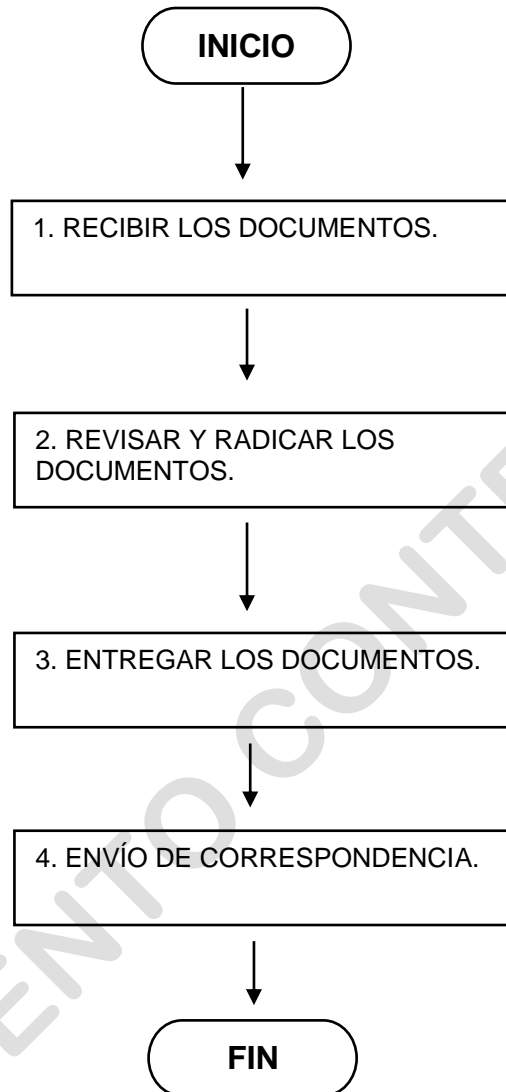 INICIO
1. RECIBIR LOS DOCUMENTOS.
2. REVISAR Y RADICAR LOS
DOCUMENTOS.
3. ENTREGAR LOS DOCUMENTOS.
4. ENVÍO DE CORRESPONDENCIA.
FIN